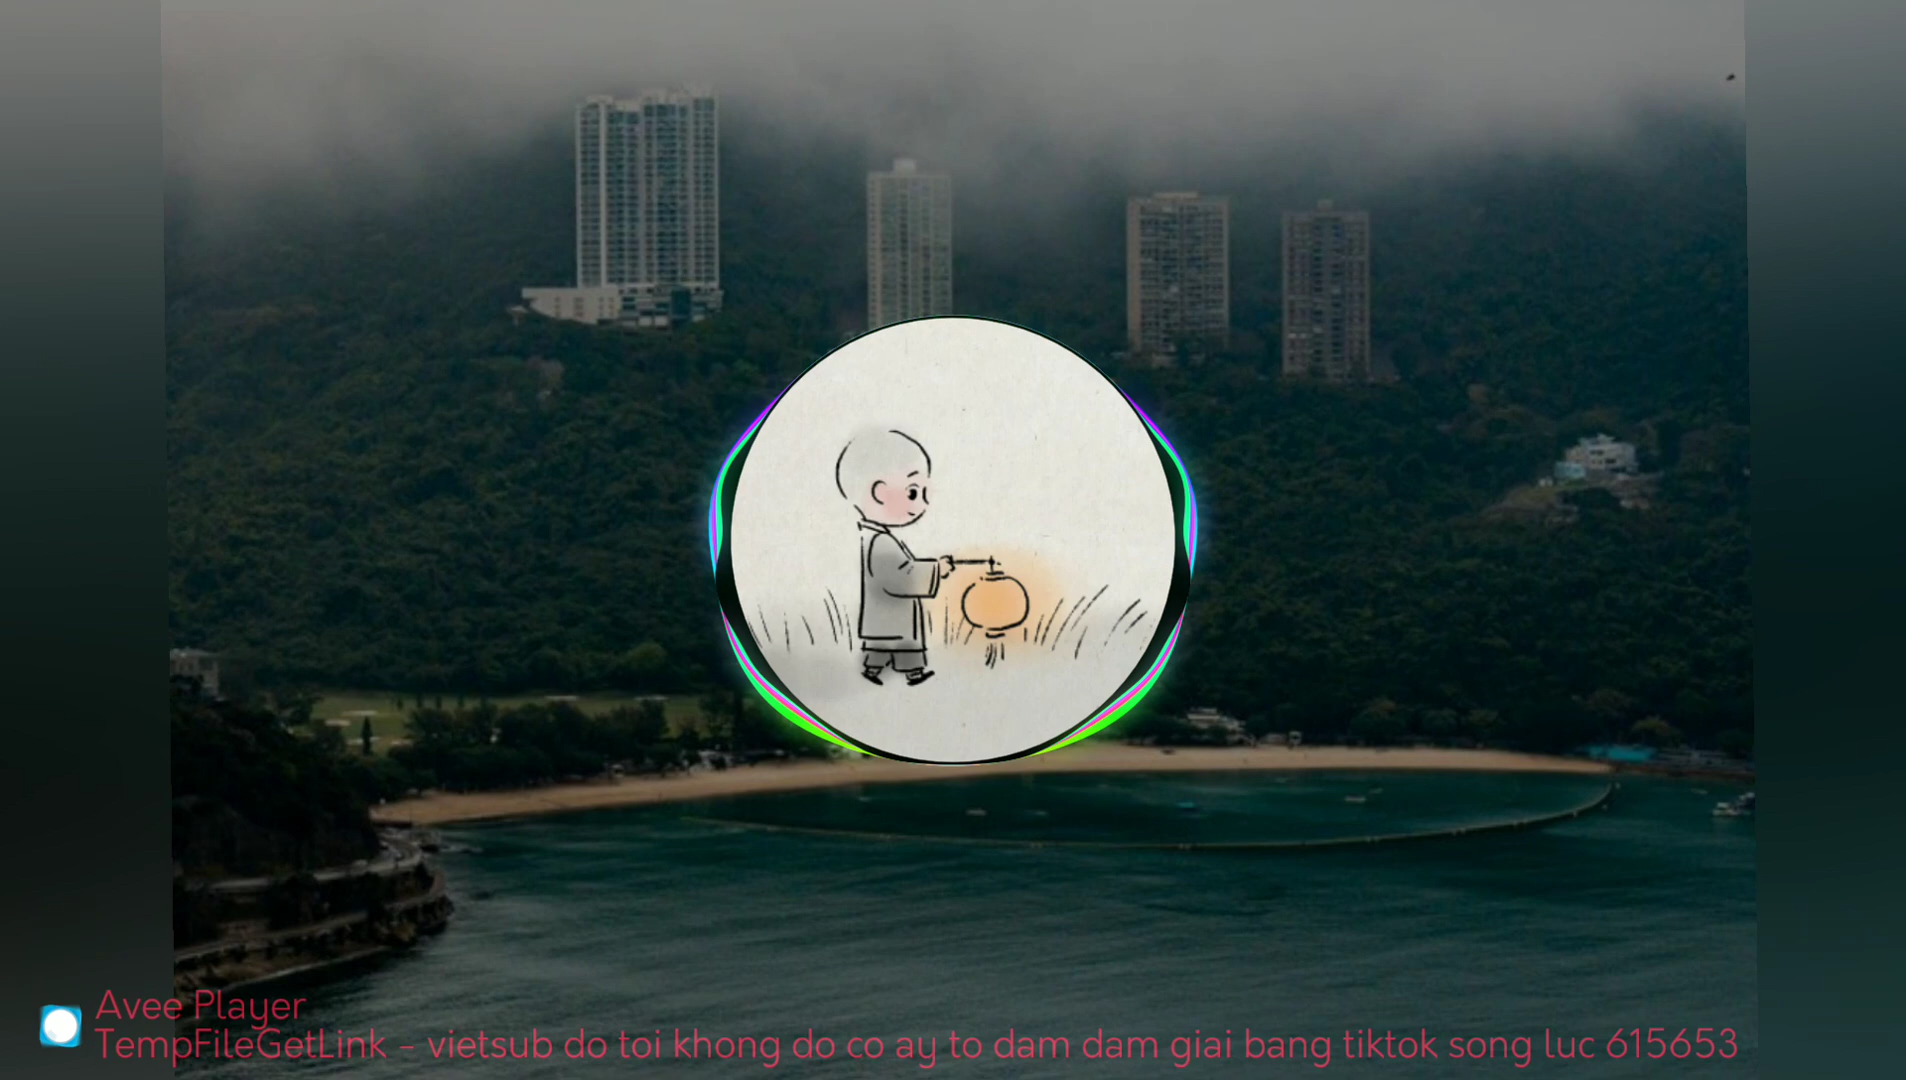 Avee Player
TempFileGetLink - vietsub do toi khong do co ay to dam dam giai bang tiktok song luc 615653